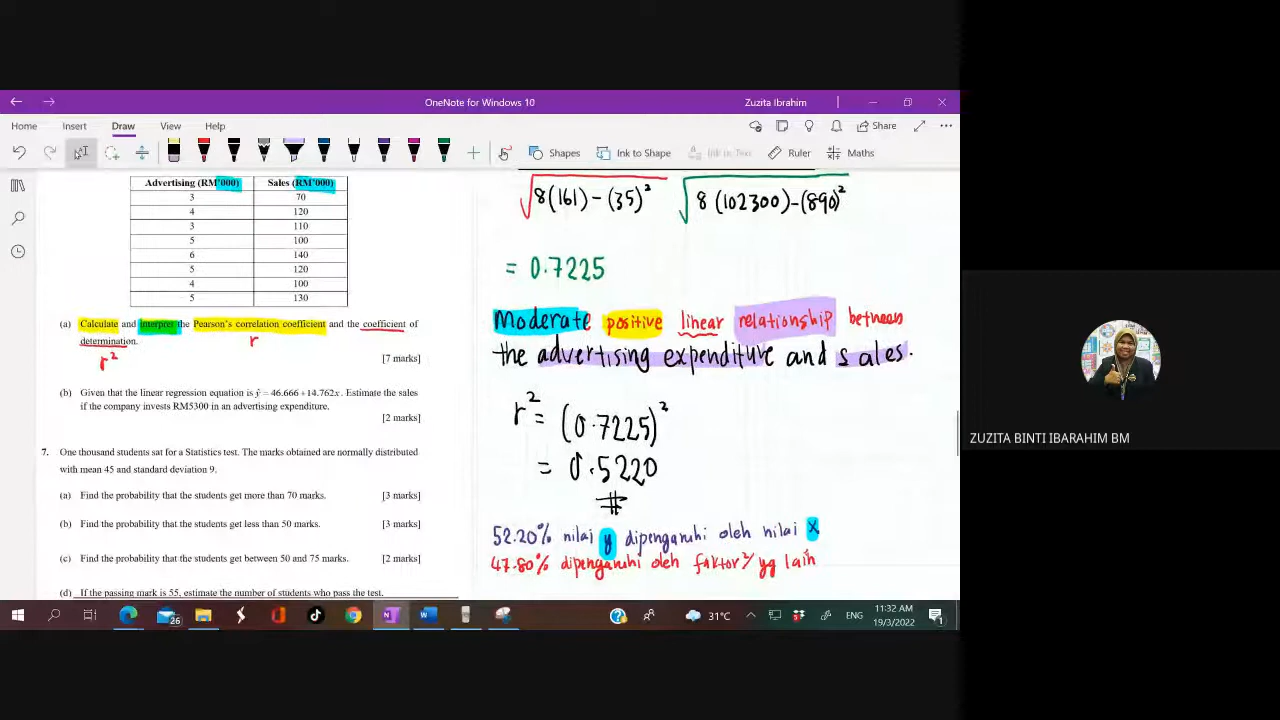 OneNote for Windows 10
Zuzita Ibrahim
Home Insert Draw View Help
Share
Shapes Ink to Shape Ink to Text Ruler Maths
Advertising (RM'000) Sales (RM'000)
3 70
4 120
3 110
5 100
6 140
5 120
4 100
5 130
(a) Calculate and interpret the Pearson's correlation coefficient and the coefficient of
determination.
r
r²
[7 marks]
(b) Given that the linear regression equation is ŷ = 46.666 + 14.762x. Estimate the sales
if the company invests RM5300 in an advertising expenditure.
[2 marks]
7. One thousand students sat for a Statistics test. The marks obtained are normally distributed
with mean 45 and standard deviation 9.
(a) Find the probability that the students get more than 70 marks. [3 marks]
(b) Find the probability that the students get less than 50 marks. [3 marks]
(c) Find the probability that the students get between 50 and 75 marks. [2 marks]
(d) If the passing mark is 55, estimate the number of students who pass the test.
√8(161) - (35)² √8(102300) - (890)²
= 0.7225
Moderate positive linear relationship between
the advertising expenditure and sales.
r² = (0.7225)²
= 0.5220
52.20% nilai y dipengaruhi oleh nilai x
47.80% dipengaruhi oleh faktor² yg lain
ZUZITA BINTI IBARAHIM BM
26
31°C
ENG
11:32 AM
19/3/2022
1